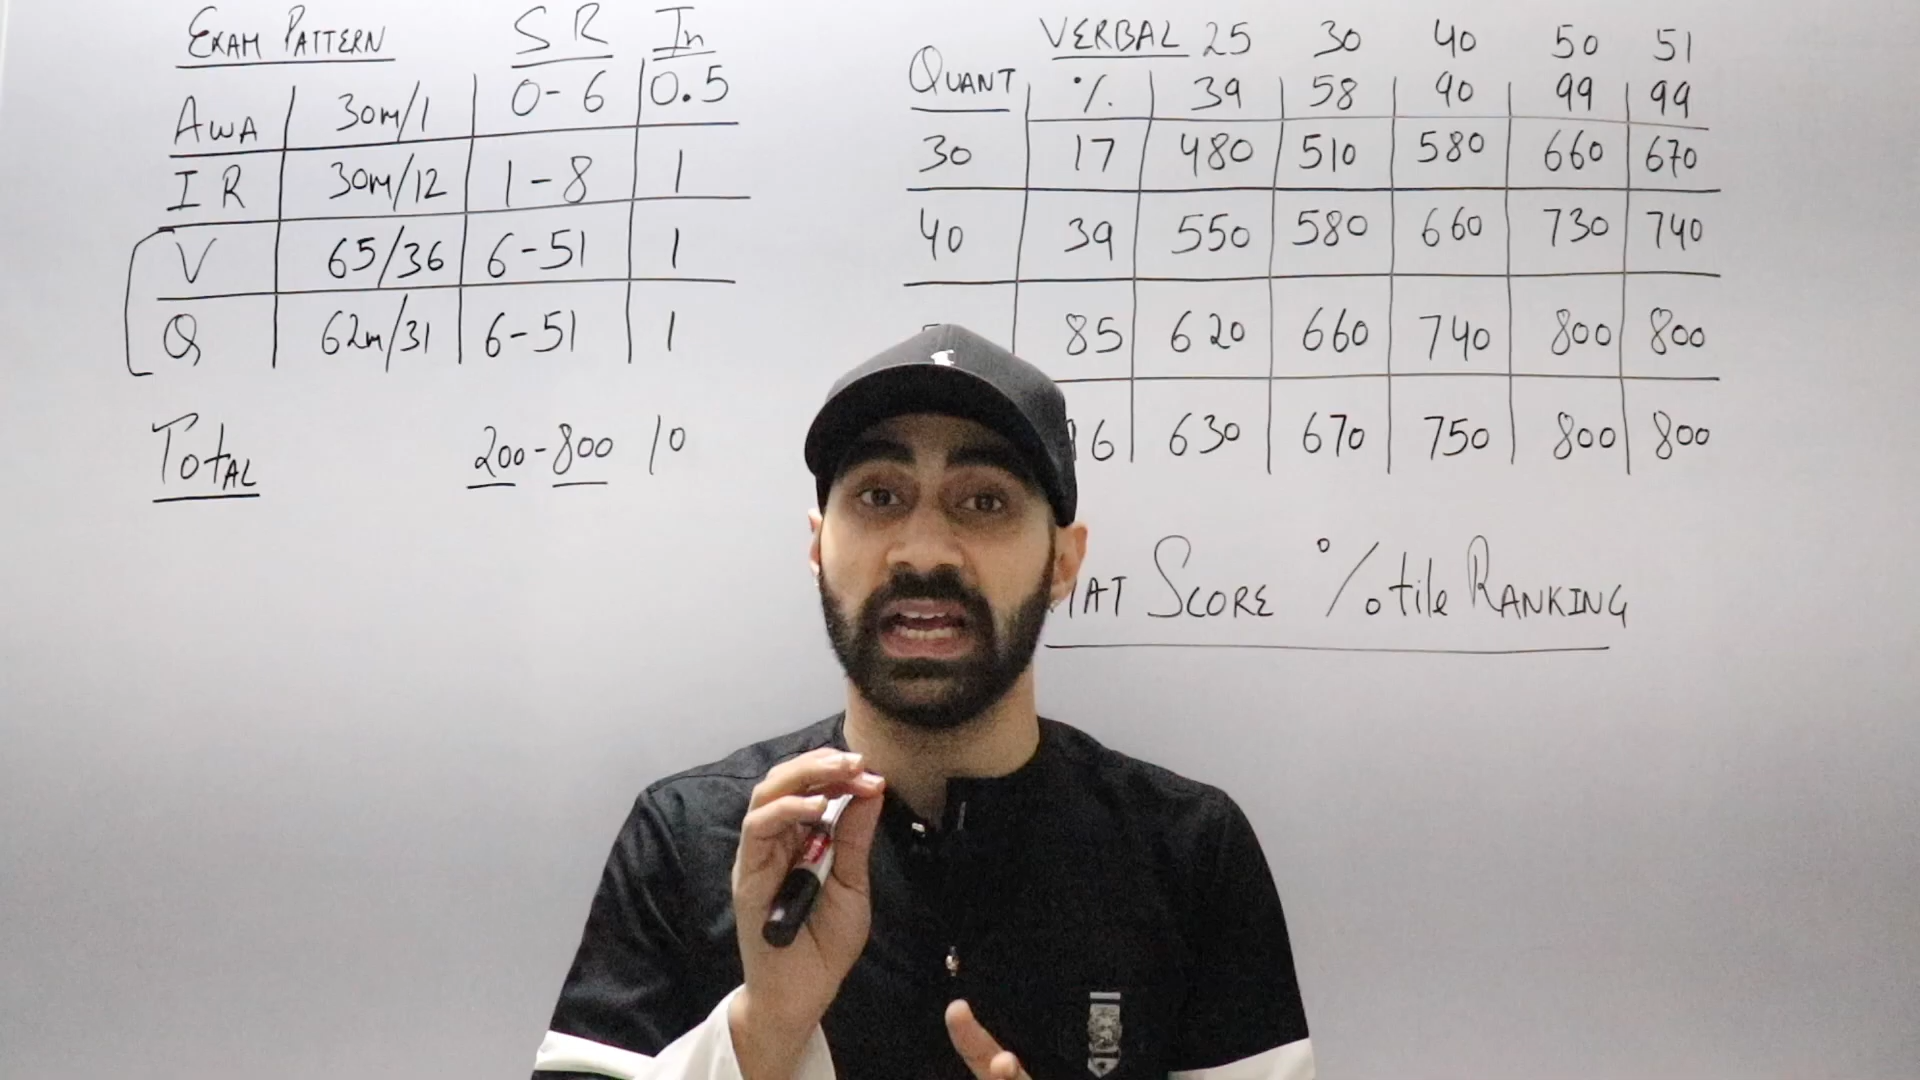 EXAM PATTERN SR In
AWA 30m/1 0-6 0.5
IR 30m/12 1-8 1
V 65/36 6-51 1
Q 62m/31 6-51 1
TOTAL 200-800 10
VERBAL 25 30 40 50 51
QUANT % 39 58 90 99 99
30 17 480 510 580 660 670
40 39 550 580 660 730 740
85 620 660 740 800 800
6 630 670 750 800 800
MAT SCORE %tile RANKING